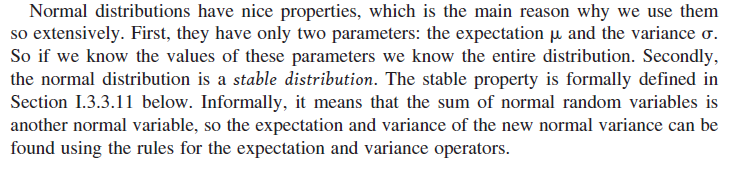 Normal distributions have nice properties, which is the main reason why we use them
so extensively. First, they have only two parameters: the expectation μ and the variance σ.
So if we know the values of these parameters we know the entire distribution. Secondly,
the normal distribution is a stable distribution. The stable property is formally defined in
Section I.3.3.11 below. Informally, it means that the sum of normal random variables is
another normal variable, so the expectation and variance of the new normal variance can be
found using the rules for the expectation and variance operators.